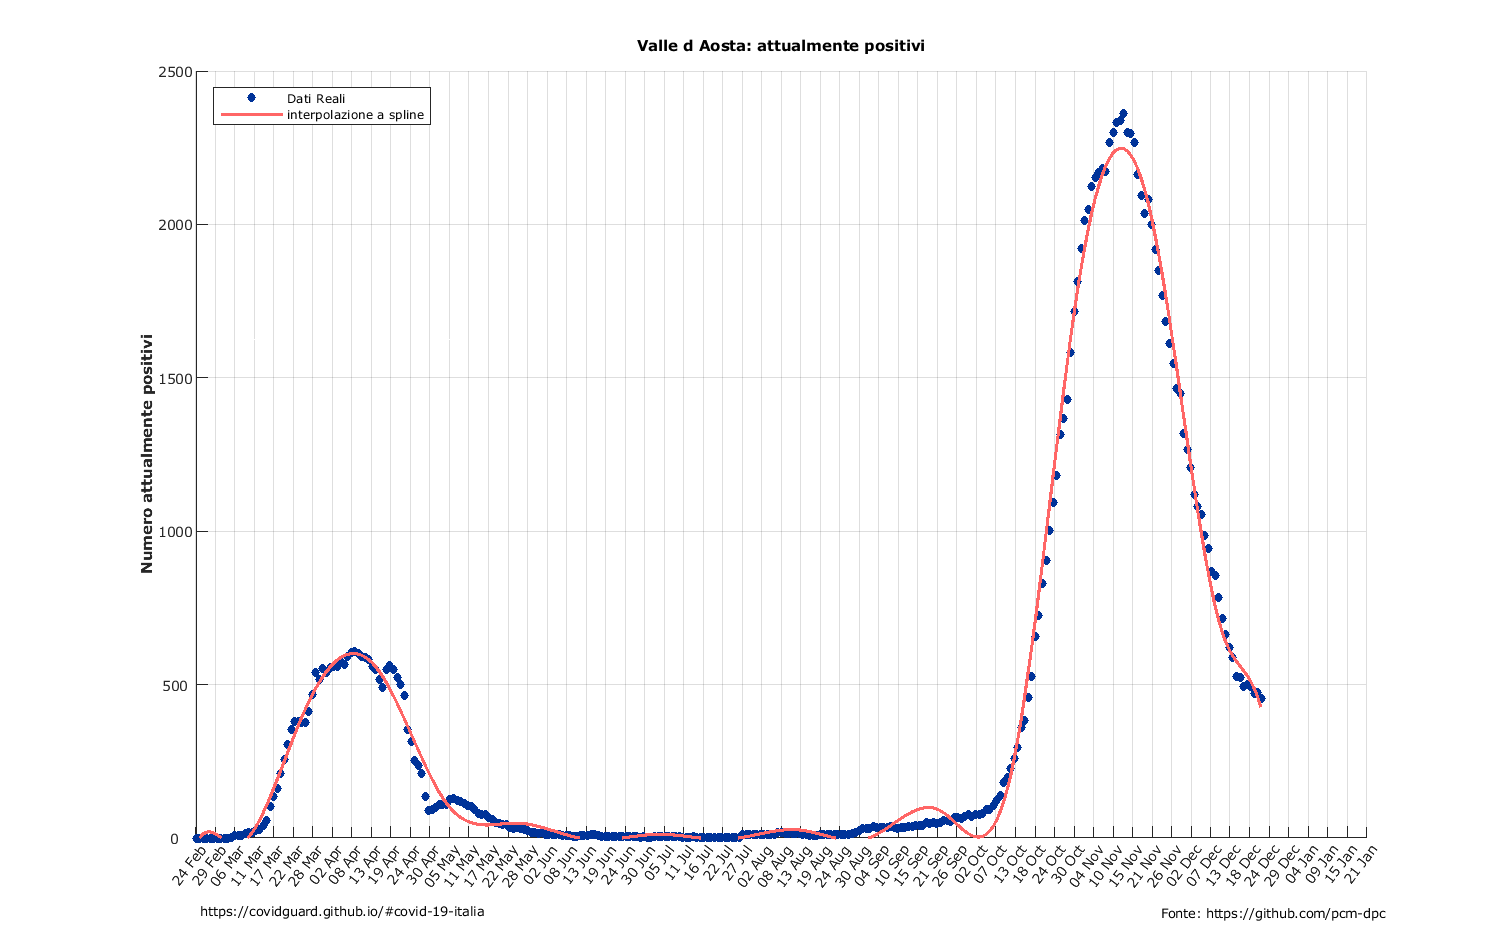 Valle d Aosta: attualmente positivi
Dati Reali
interpolazione a spline
Numero attualmente positivi
2500
2000
1500
1000
500
0
24 Feb
29 Feb
06 Mar
11 Mar
17 Mar
22 Mar
28 Mar
02 Apr
08 Apr
13 Apr
19 Apr
24 Apr
30 Apr
05 May
11 May
17 May
22 May
28 May
02 Jun
08 Jun
13 Jun
19 Jun
24 Jun
30 Jun
05 Jul
11 Jul
16 Jul
22 Jul
27 Jul
02 Aug
08 Aug
13 Aug
19 Aug
24 Aug
30 Aug
04 Sep
10 Sep
15 Sep
21 Sep
26 Sep
02 Oct
07 Oct
13 Oct
18 Oct
24 Oct
30 Oct
04 Nov
10 Nov
15 Nov
21 Nov
26 Nov
02 Dec
07 Dec
13 Dec
18 Dec
24 Dec
29 Dec
04 Jan
09 Jan
15 Jan
21 Jan
https://covidguard.github.io/#covid-19-italia
Fonte: https://github.com/pcm-dpc